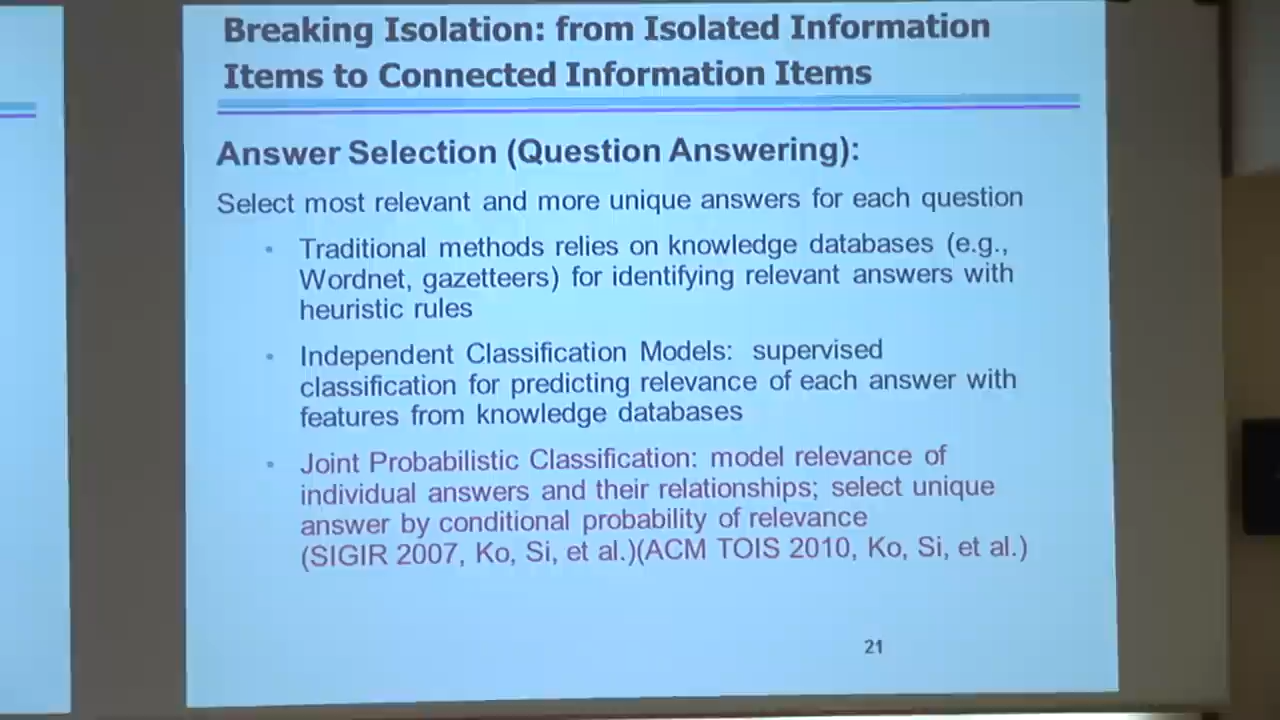 Breaking Isolation: from Isolated Information
Items to Connected Information Items
Answer Selection (Question Answering):
Select most relevant and more unique answers for each question
• Traditional methods relies on knowledge databases (e.g.,
Wordnet, gazetteers) for identifying relevant answers with
heuristic rules
• Independent Classification Models: supervised
classification for predicting relevance of each answer with
features from knowledge databases
• Joint Probabilistic Classification: model relevance of
individual answers and their relationships; select unique
answer by conditional probability of relevance
(SIGIR 2007, Ko, Si, et al.)(ACM TOIS 2010, Ko, Si, et al.)
21